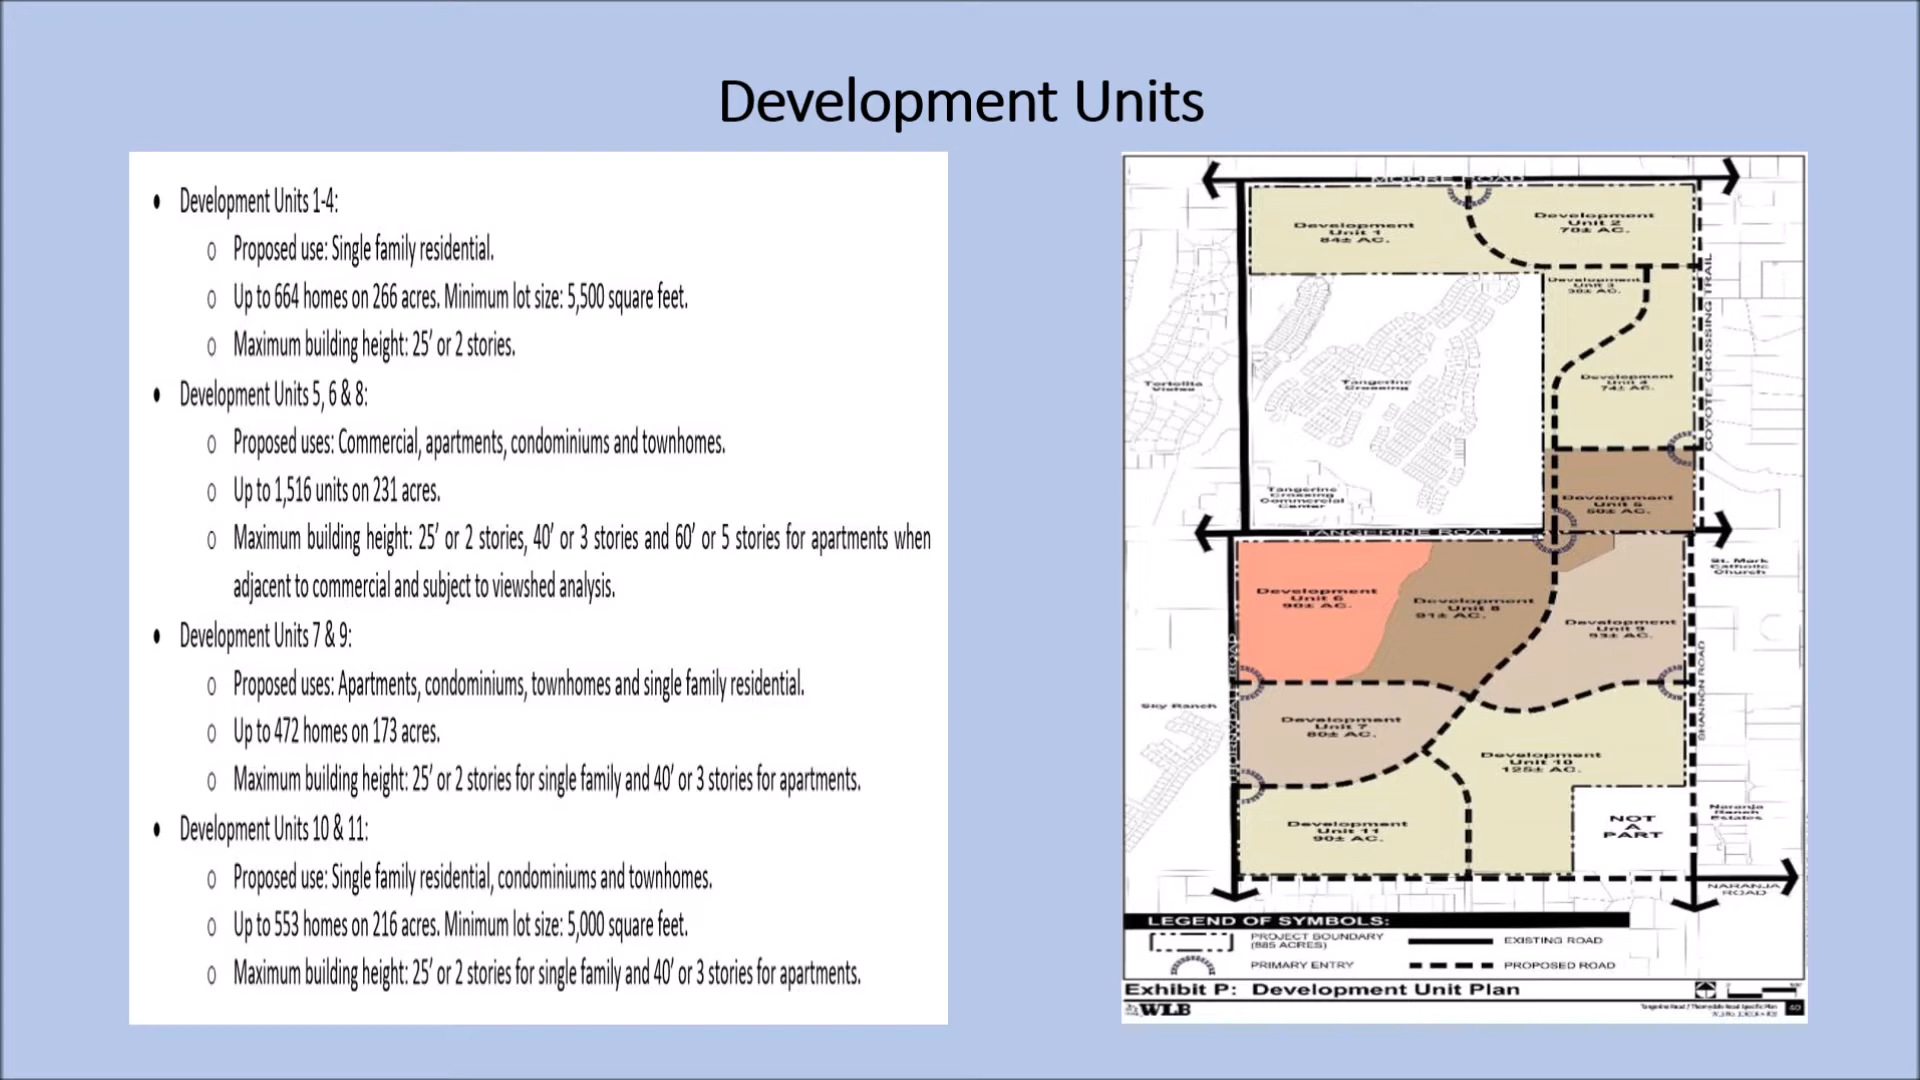 Development Units
• Development Units 1-4:
o Proposed use: Single family residential.
o Up to 664 homes on 266 acres. Minimum lot size: 5,500 square feet.
o Maximum building height: 25’ or 2 stories.
• Development Units 5, 6 & 8:
o Proposed uses: Commercial, apartments, condominiums and townhomes.
o Up to 1,516 units on 231 acres.
o Maximum building height: 25’ or 2 stories, 40’ or 3 stories and 60’ or 5 stories for apartments when
adjacent to commercial and subject to viewshed analysis.
• Development Units 7 & 9:
o Proposed uses: Apartments, condominiums, townhomes and single family residential.
o Up to 472 homes on 173 acres.
o Maximum building height: 25’ or 2 stories for single family and 40’ or 3 stories for apartments.
• Development Units 10 & 11:
o Proposed use: Single family residential, condominiums and townhomes.
o Up to 553 homes on 216 acres. Minimum lot size: 5,000 square feet.
o Maximum building height: 25’ or 2 stories for single family and 40’ or 3 stories for apartments.
MOORE ROAD
Development
Unit 1
84± AC.
Development
Unit 2
78± AC.
Development
Unit 3
COYOTE CROSSING TRAIL
Development
Unit 4
74± AC.
Tortolita
Vistas
Tangerine
Crossing
Tangerine
Crossing
Commercial
Center
Development
Unit 5
50± AC.
TANGERINE ROAD
St. Mark
Catholic
Church
Development
Unit 6
90± AC.
Development
Unit 8
91± AC.
Development
Unit 9
93± AC.
SHANNON ROAD
Sky Ranch
Development
Unit 7
80± AC.
Development
Unit 10
125± AC.
Development
Unit 11
90± AC.
NOT
A
PART
Naranja
Ranch
Estates
NARANJA
ROAD
LEGEND OF SYMBOLS:
PROJECT BOUNDARY
(885 ACRES)
EXISTING ROAD
PRIMARY ENTRY
PROPOSED ROAD
Exhibit P: Development Unit Plan
WLB